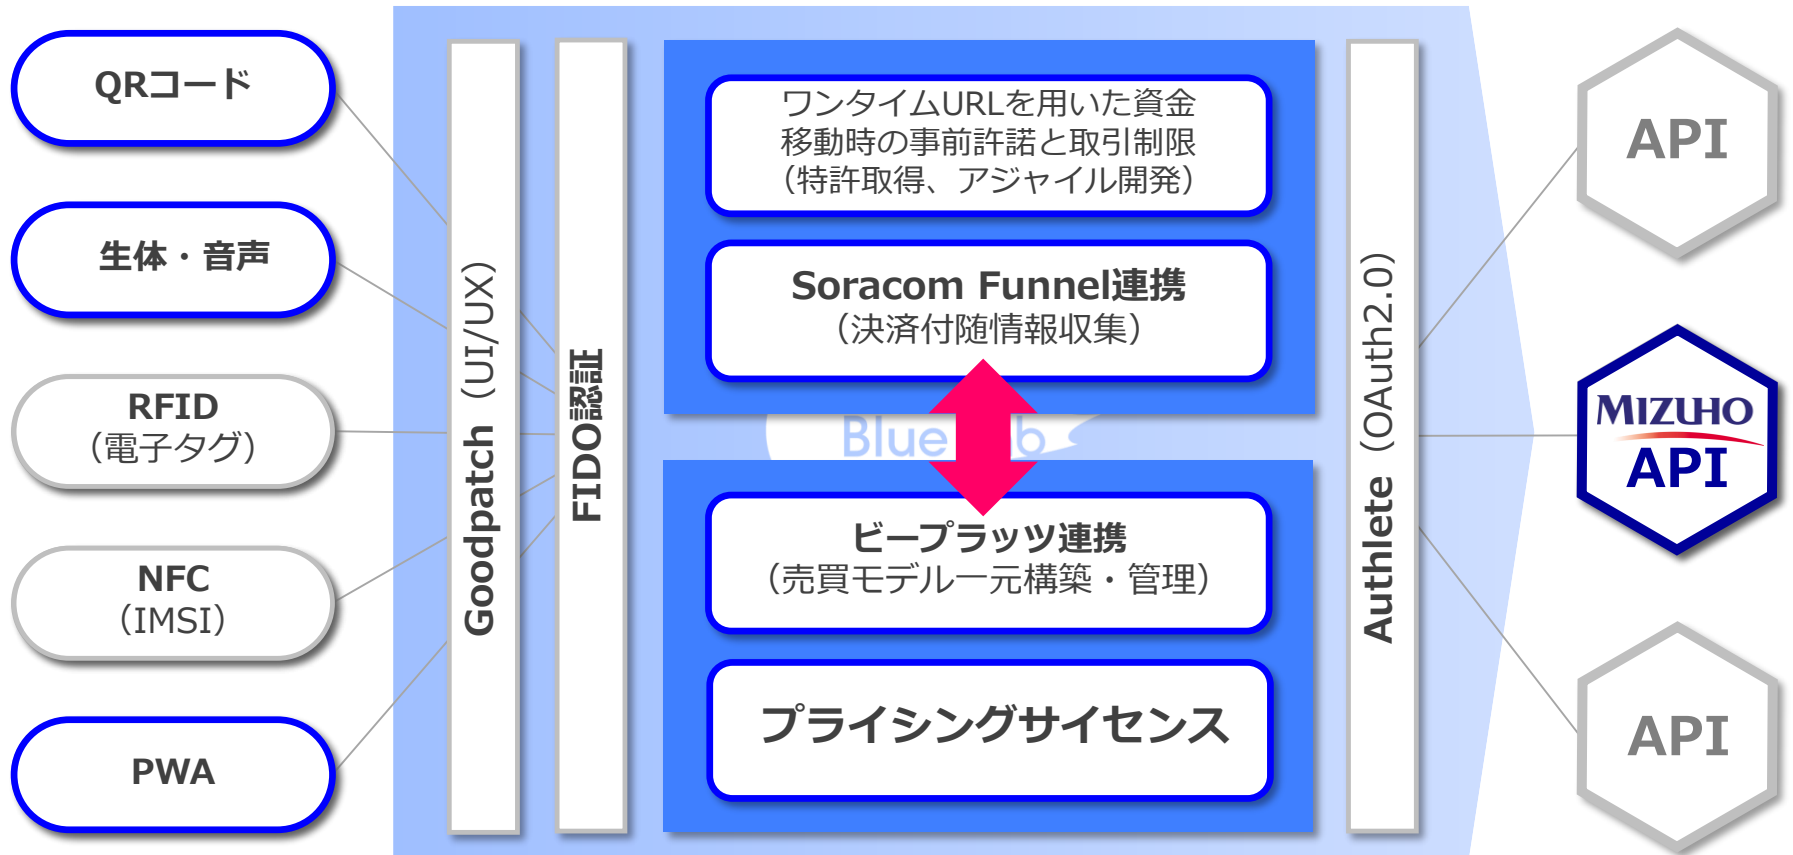 QRコード
生体・音声
RFID
（電子タグ）
NFC
（IMSI）
PWA
Goodpatch（UI/UX）
FIDO認証
ワンタイムURLを用いた資金
移動時の事前許諾と取引制限
（特許取得、アジャイル開発）
Soracom Funnel連携
（決済付随情報収集）
Blue
b
ビープラッツ連携
（売買モデル一元構築・管理）
プライシングサイセンス
Authlete（OAuth2.0）
API
MIZUHO
API
API